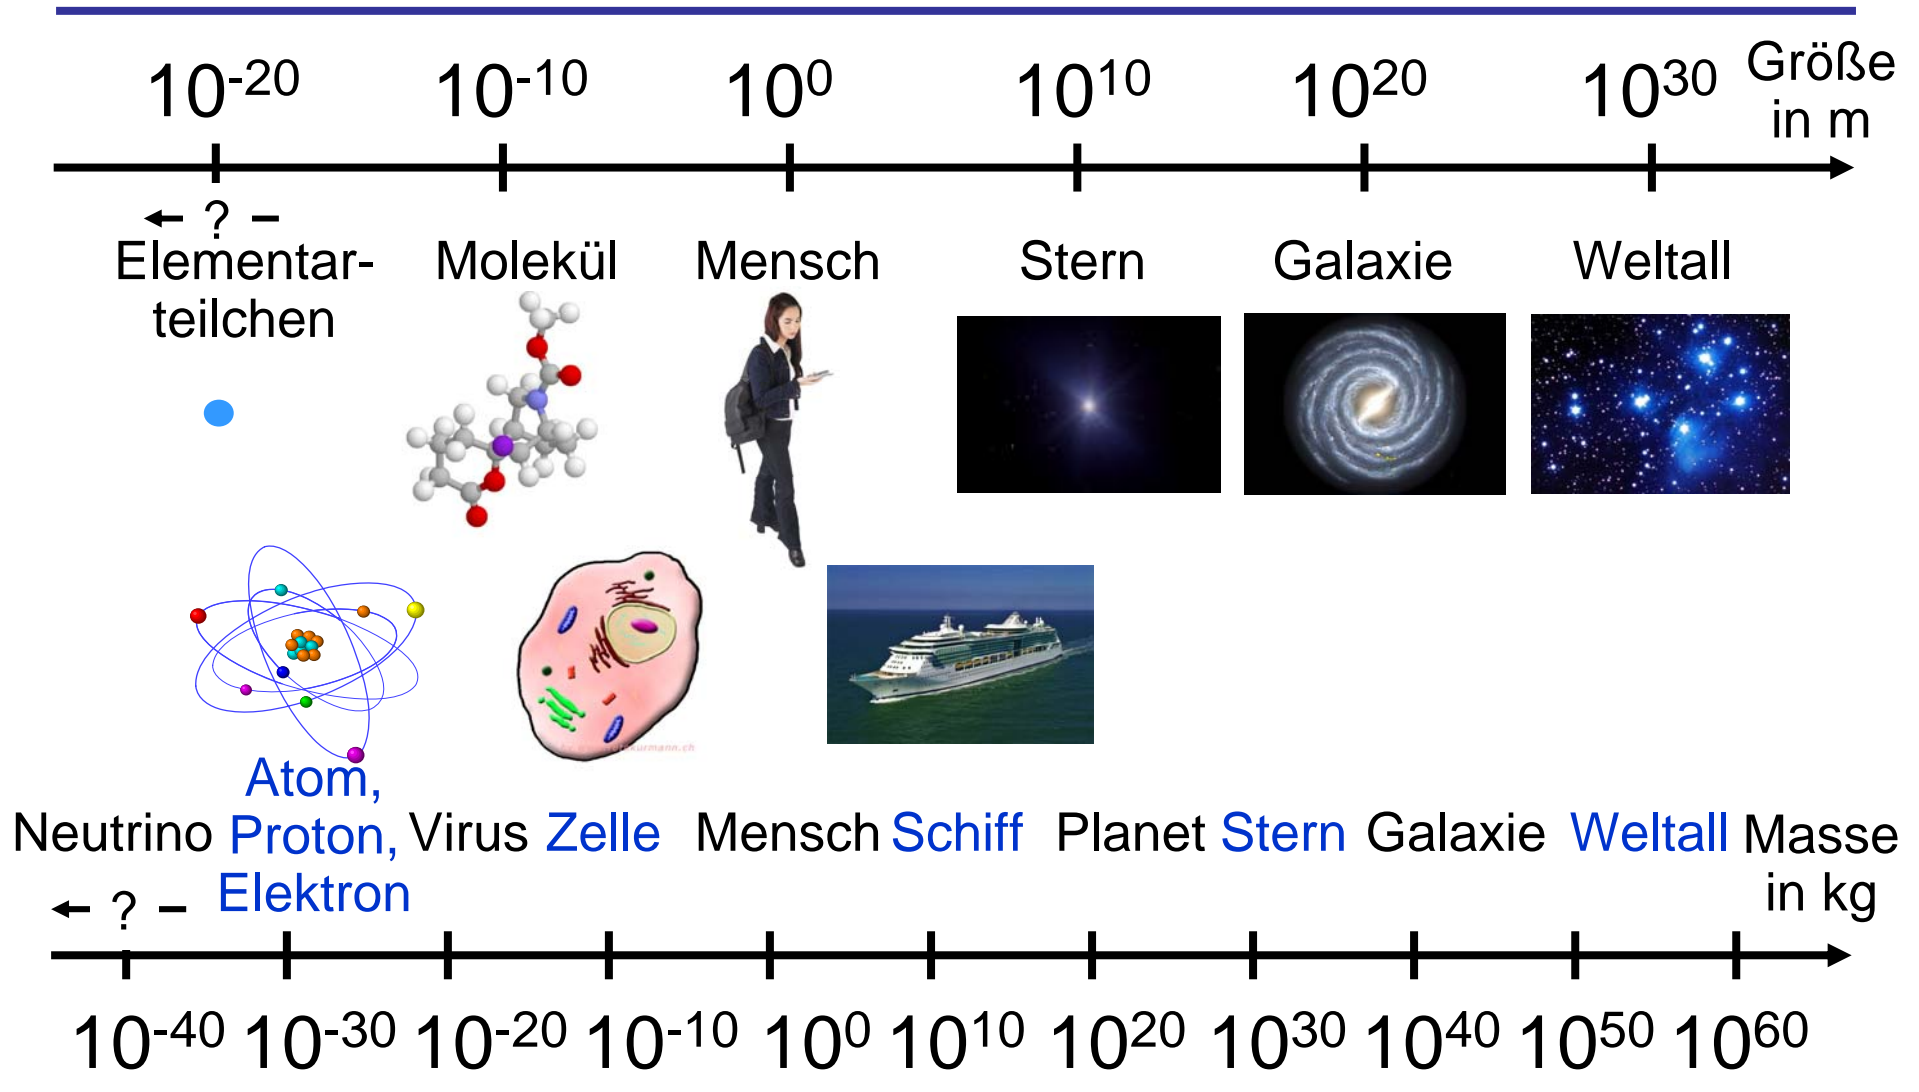 10⁻²⁰ 10⁻¹⁰ 10⁰ 10¹⁰ 10²⁰ 10³⁰ Größe
in m
?
Elementar- Molekül Mensch Stern Galaxie Weltall
teilchen
Atom,
Neutrino Proton, Virus Zelle Mensch Schiff Planet Stern Galaxie Weltall Masse
? Elektron in kg
10⁻⁴⁰ 10⁻³⁰ 10⁻²⁰ 10⁻¹⁰ 10⁰ 10¹⁰ 10²⁰ 10³⁰ 10⁴⁰ 10⁵⁰ 10⁶⁰